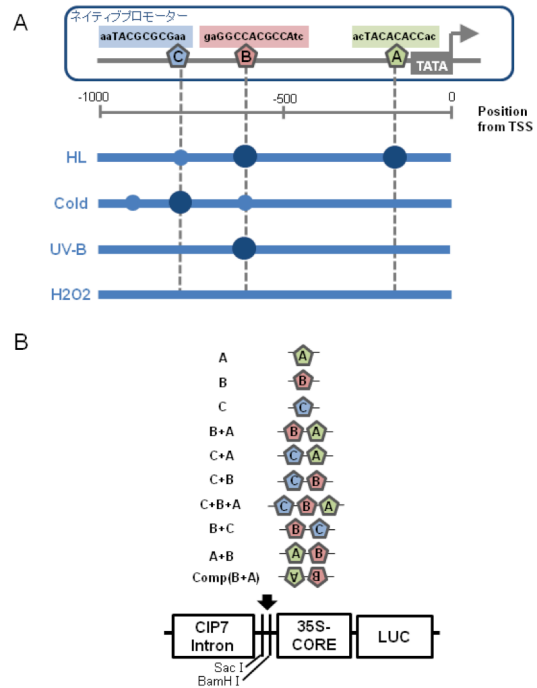 A
ネイティブプロモーター
aaTACGCGCGaa gaGGCCACGCCAtc acTACACACCac
C B A
TATA
-1000 -500 0
Position
from TSS
HL
Cold
UV-B
H2O2
B
A A
B B
C C
B+A B A
C+A C A
C+B C B
C+B+A C B A
B+C B C
A+B A B
Comp(B+A) A B
CIP7
Intron
35S-
CORE
LUC
Sac I
BamH I